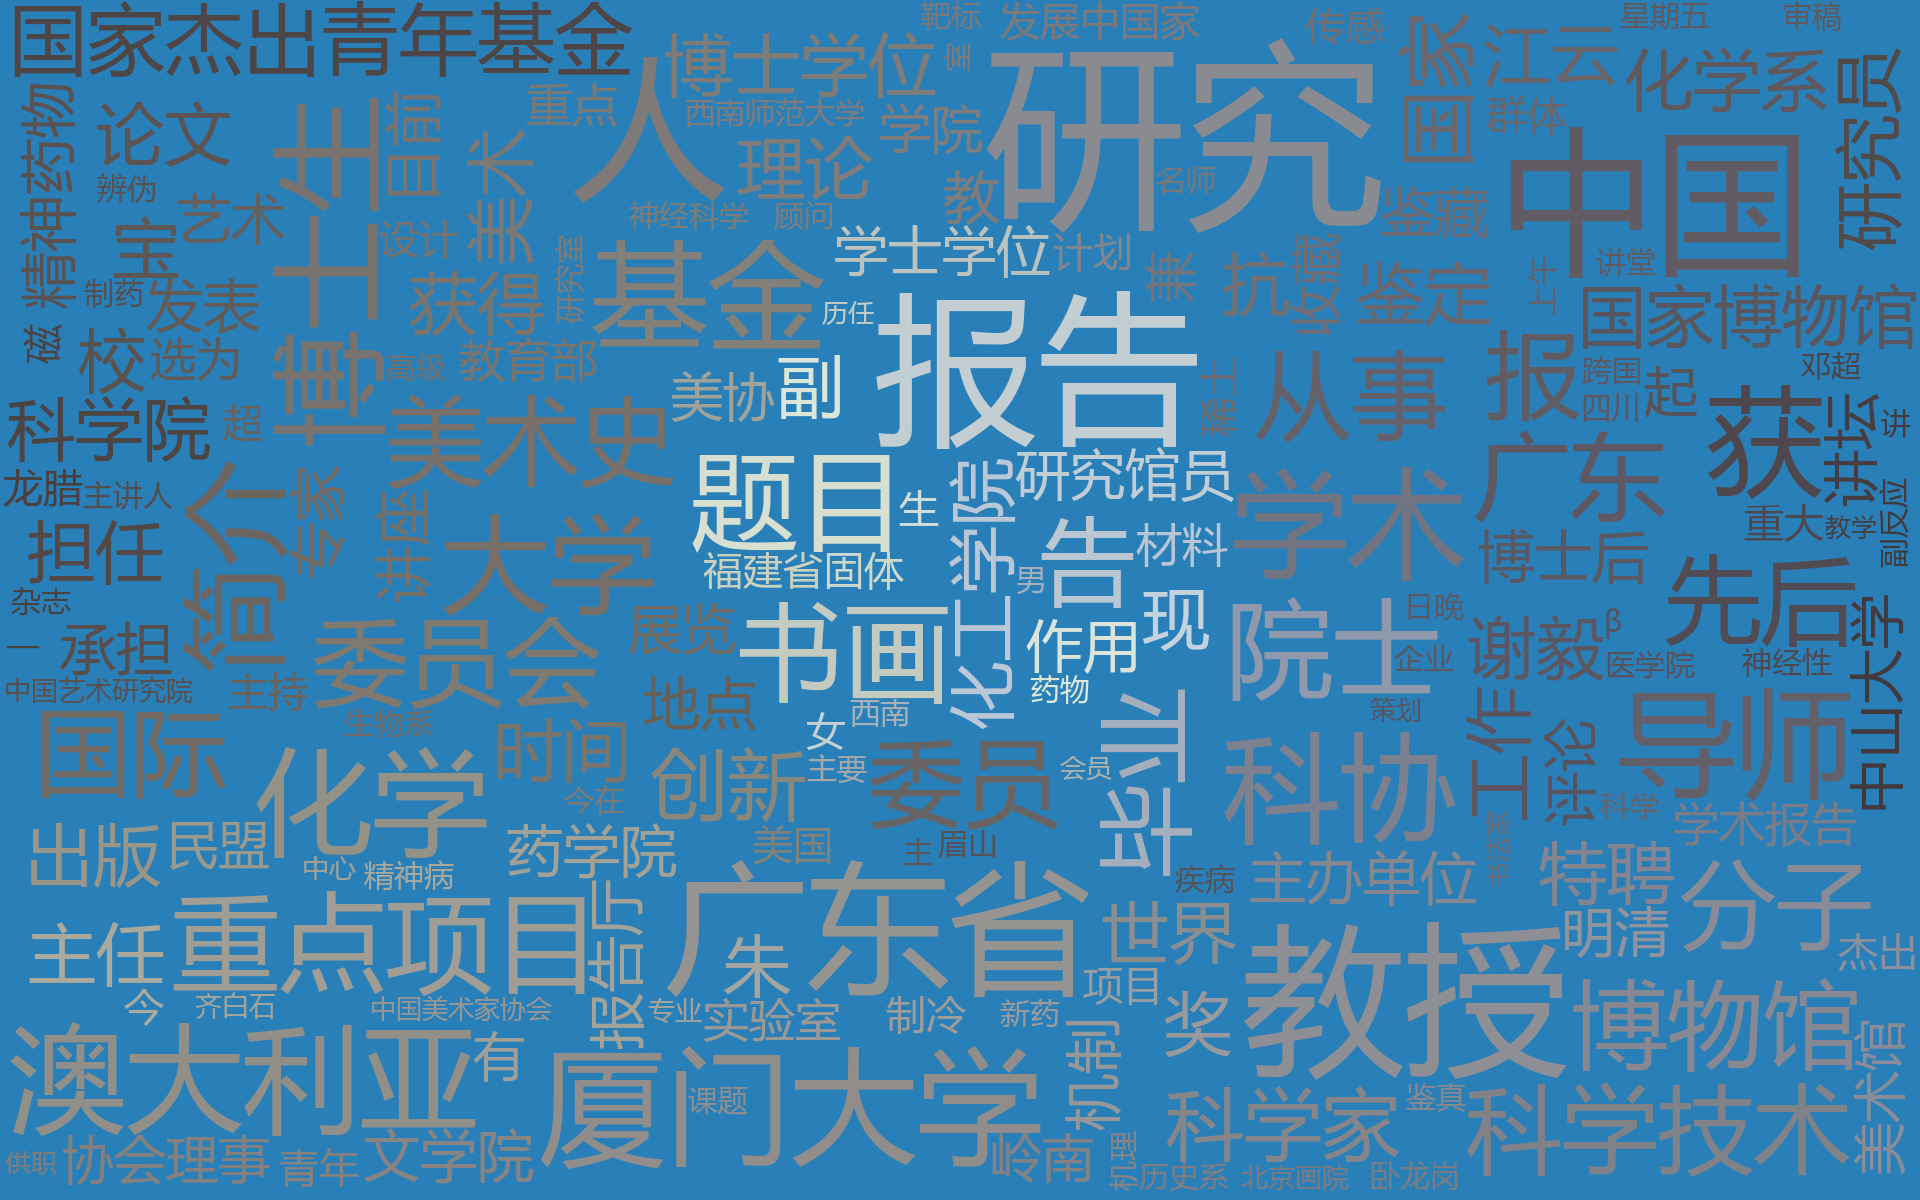 国家杰出青年基金
靶标
发展中国家
传感
星期五
审稿
人
博士学位
室
研究
国家
江云
化学系
研究员
精神药物
论文
博士生
目前
重点
西南师范大学
学院
群体
中国
辨伪
美术
理论
教
名师
鉴藏
宝
艺术
设计
神经科学
顾问
学士学位
计划
集
抗
收藏
鉴定
上午
讲堂
制药
发表
获得
研究室
基金
历任
报告
国家博物馆
磁
校
选为
高级
教育部
美协
副
稀土
从事
报
跨国
四川
起
邓超
科学院
超
美术史
获
讲坛
讲
龙腊
主讲人
简介
专家
讲座
题目
生
化工学院
研究馆员
学术
广东
重大
教学
副反应
担任
大学
福建省固体
男
告
材料
博士后
先后
杂志
一
承担
委员会
展览
书画
作用
现
院士
日晚
企业
谢毅
β
医学院
神经性
中山大学
中国艺术研究院
主持
地点
药物
国际
生物系
时间
西南
女
主要
毕业
策划
工作
评论
导师
化学
今在
创新
委员
会员
科协
科学
学术报告
出版
民盟
中心
精神病
药学院
美国
主
眉山
疾病
主办单位
书法家
特聘
分子
主任
重点项目
报告厅
广东省
朱
世界
教授
明清
杰出
今
齐白石
中国美术家协会
专业
实验室
制冷
新药
项目
奖
博物馆
澳大利亚
有
厦门大学
课题
机制
科学家
鉴真
科学技术
美术馆
供职
协会理事
青年
文学院
岭南
机理
历史系
北京画院
卧龙岗